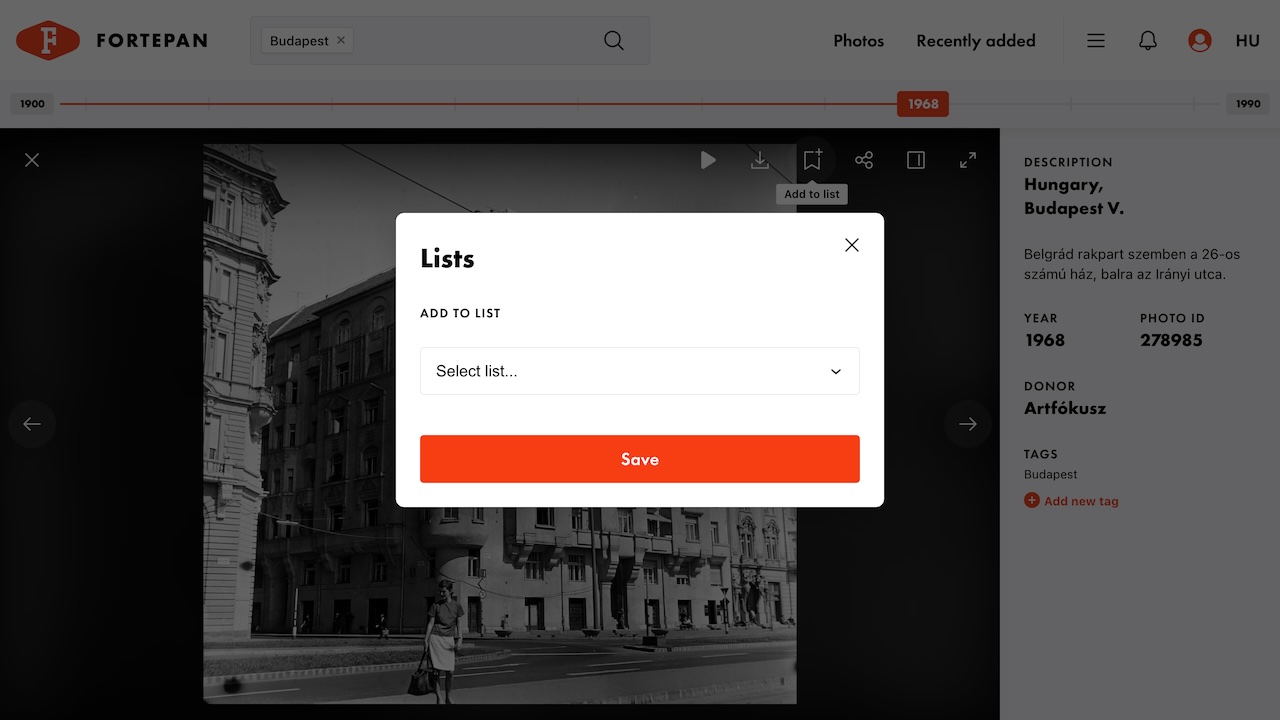 FORTEPAN
Budapest
Photos
Recently added
HU
1900
1968
1990
Add to list
Lists
ADD TO LIST
Select list...
Save
DESCRIPTION
Hungary,
Budapest V.
Belgrád rakpart szemben a 26-os
számú ház, balra az Irányi utca.
YEAR
PHOTO ID
1968
278985
DONOR
Artfókusz
TAGS
Budapest
Add new tag